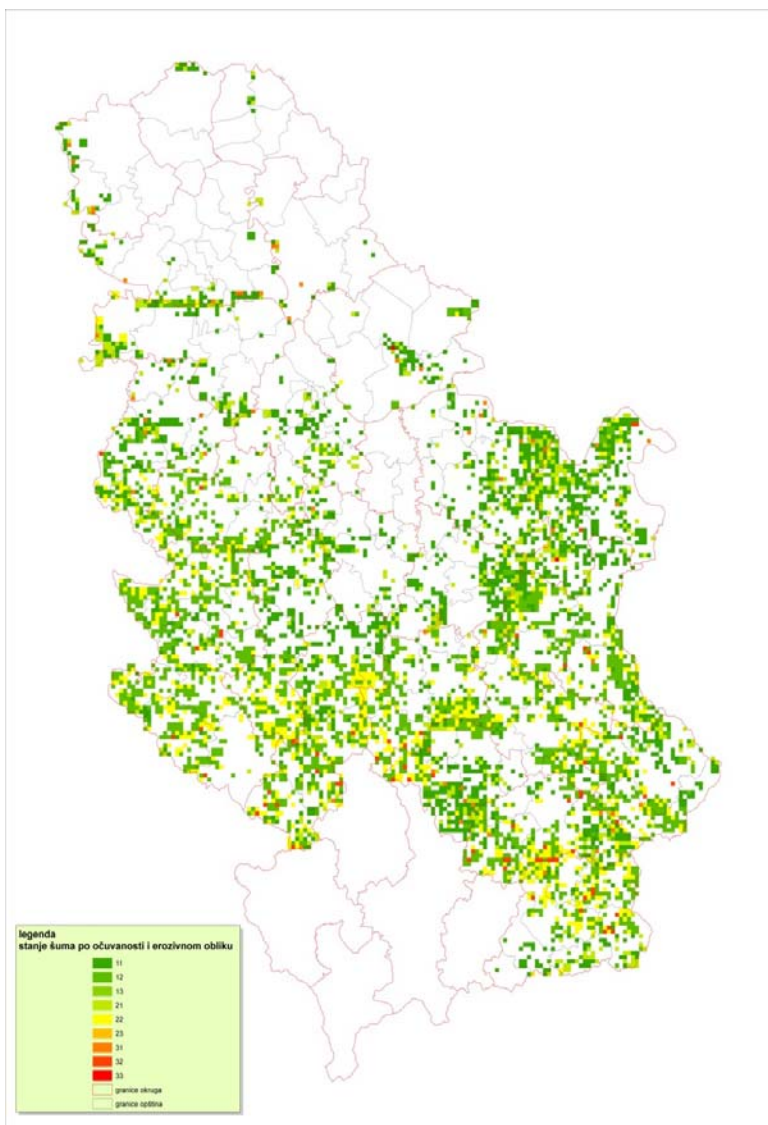 legenda
stanje šuma po očuvanosti i erozivnom obliku
11
12
13
21
22
23
31
32
33
granice okruga
granice opština